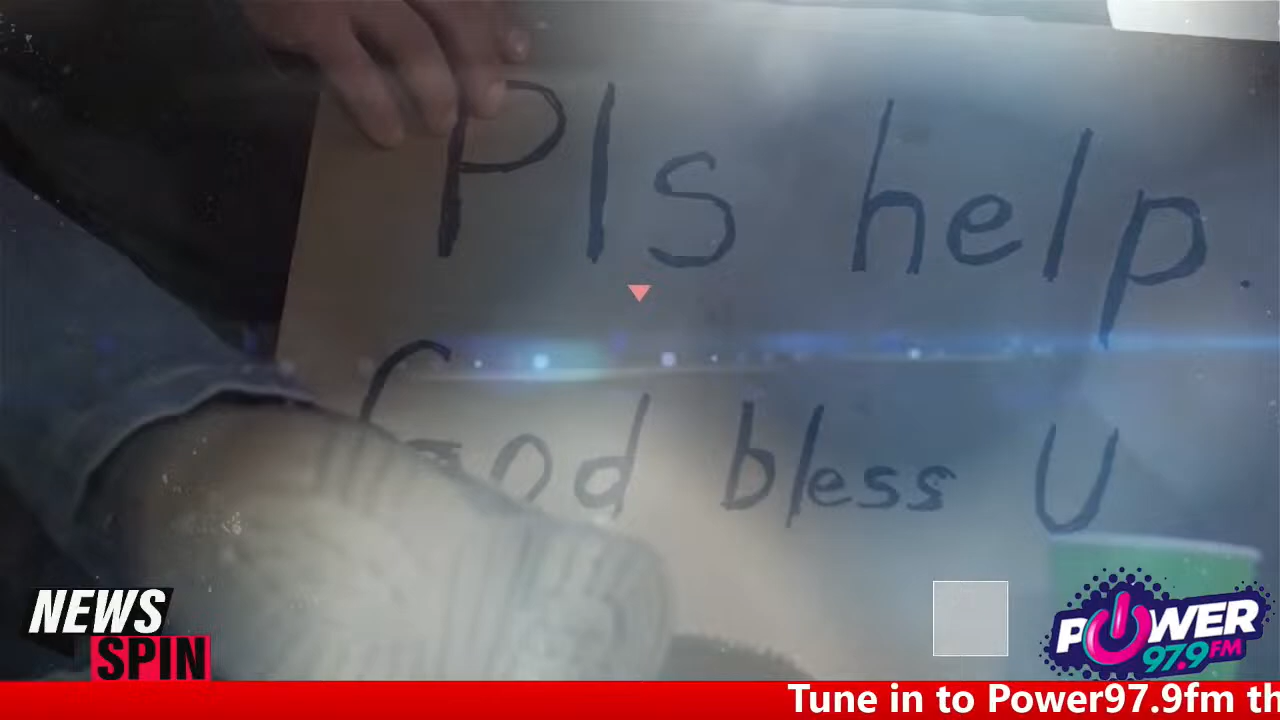 Pls help.
God bless U
NEWS
SPIN
POWER
97.9FM
Tune in to Power97.9fm th